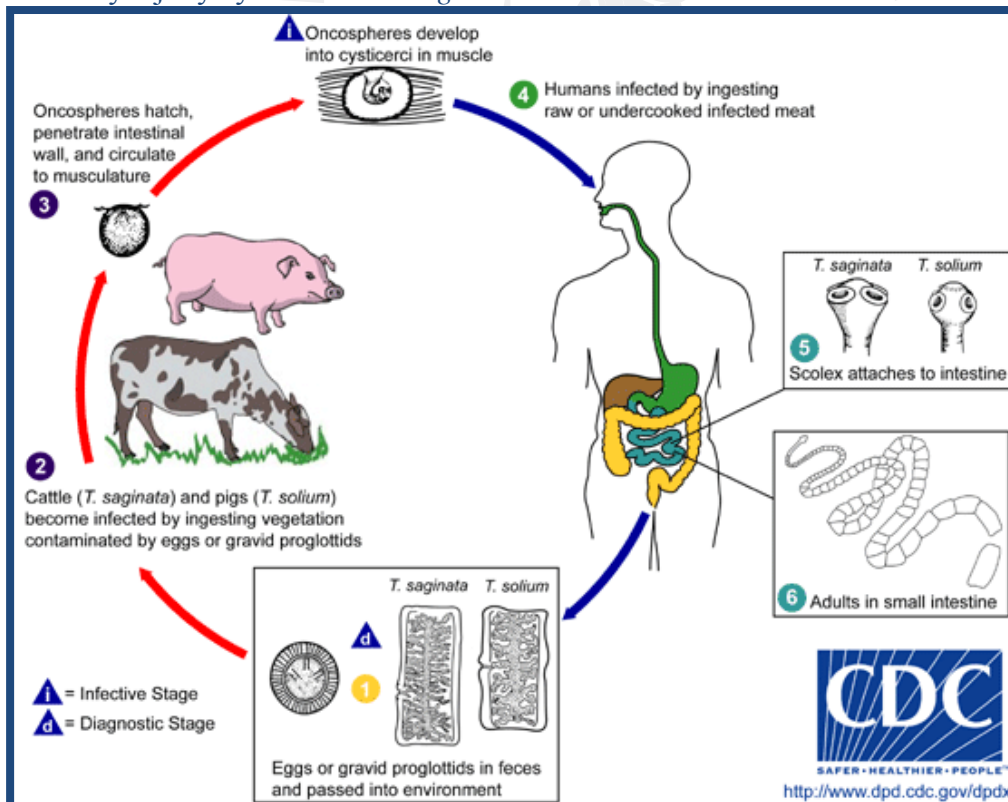 i
Oncospheres develop
into cysticerci in muscle
4
Humans infected by ingesting
raw or undercooked infected meat
Oncospheres hatch,
penetrate intestinal
wall, and circulate
to musculature
3
T. saginata T. solium
5
Scolex attaches to intestine
2
Cattle (T. saginata) and pigs (T. solium)
become infected by ingesting vegetation
contaminated by eggs or gravid proglottids
6 Adults in small intestine
T. saginata T. solium
d
1
Eggs or gravid proglottids in feces
and passed into environment
i = Infective Stage
d = Diagnostic Stage
CDC
SAFER·HEALTHIER·PEOPLE™
http://www.dpd.cdc.gov/dpdx